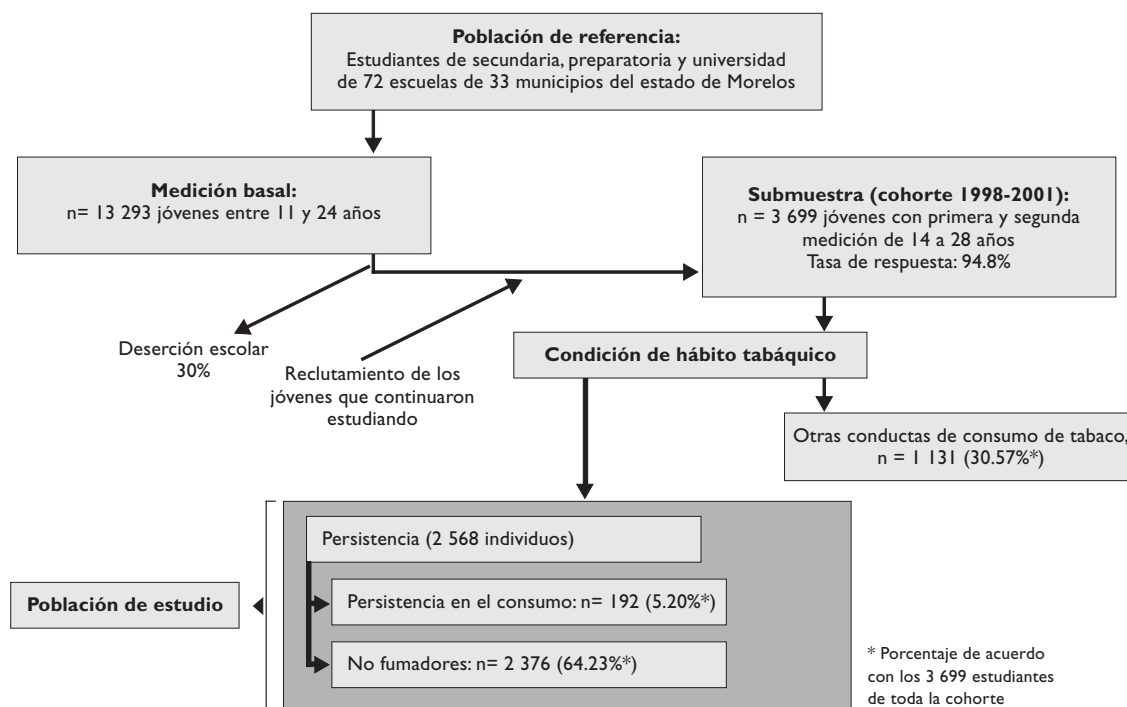 Población de referencia:
Estudiantes de secundaria, preparatoria y universidad
de 72 escuelas de 33 municipios del estado de Morelos
Medición basal:
n= 13 293 jóvenes entre 11 y 24 años
Submuestra (cohorte 1998-2001):
n = 3 699 jóvenes con primera y segunda
medición de 14 a 28 años
Tasa de respuesta: 94.8%
Deserción escolar
30%
Reclutamiento de los
jóvenes que continuaron
estudiando
Condición de hábito tabáquico
Otras conductas de consumo de tabaco,
n = 1 131 (30.57%*)
Población de estudio
Persistencia (2 568 individuos)
Persistencia en el consumo: n= 192 (5.20%*)
No fumadores: n= 2 376 (64.23%*)
* Porcentaje de acuerdo
con los 3 699 estudiantes
de toda la cohorte